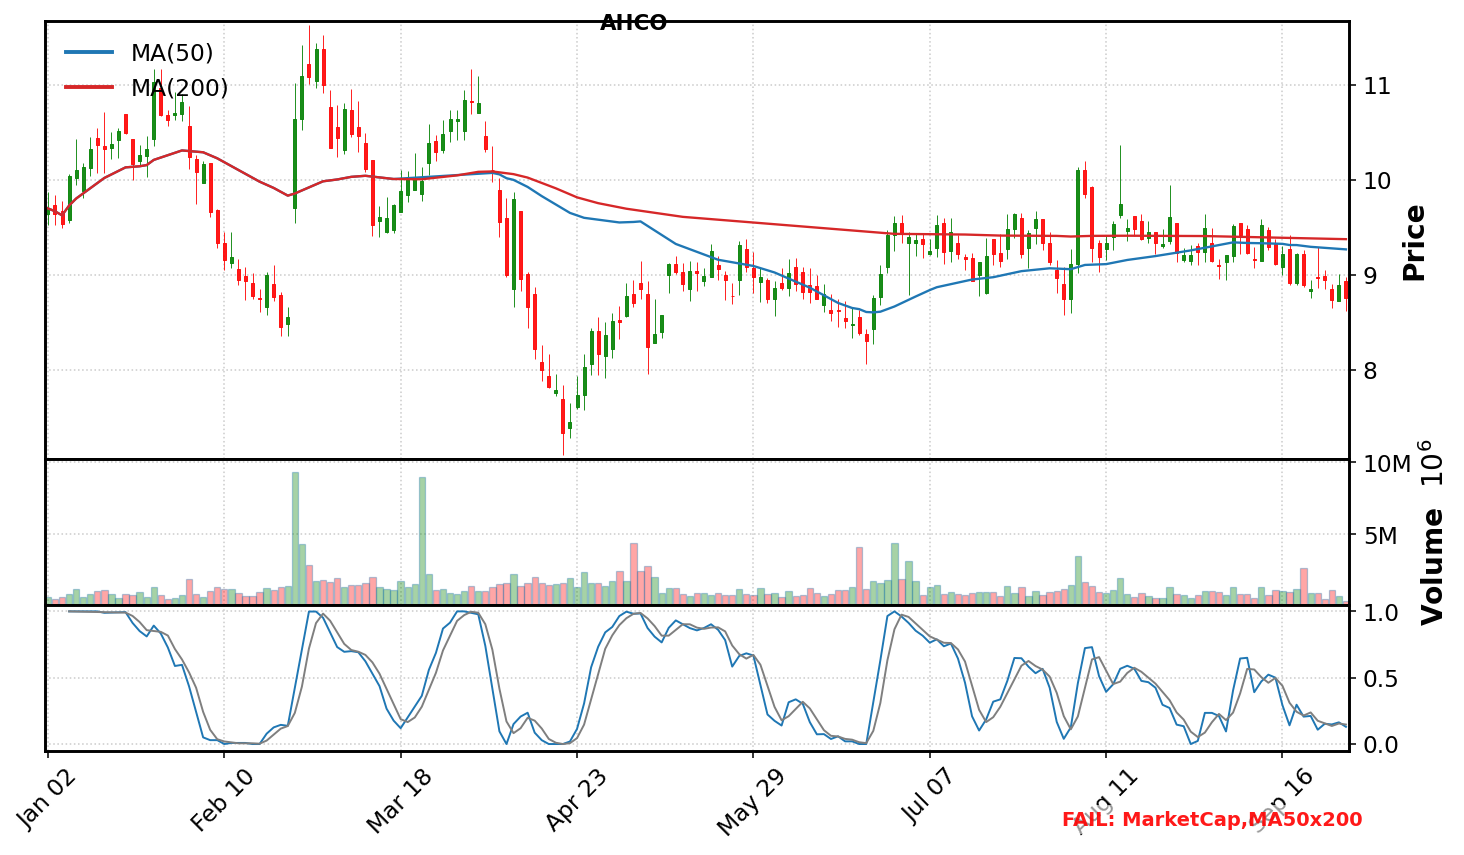 AHCO
MA(50)
MA(200)
11
10
9
8
Price
10M
5M
Volume 10^6
1.0
0.5
0.0
Jan 02
Feb 10
Mar 18
Apr 23
May 29
Jul 07
Aug 11
Sep 16
FAIL: MarketCap,MA50x200